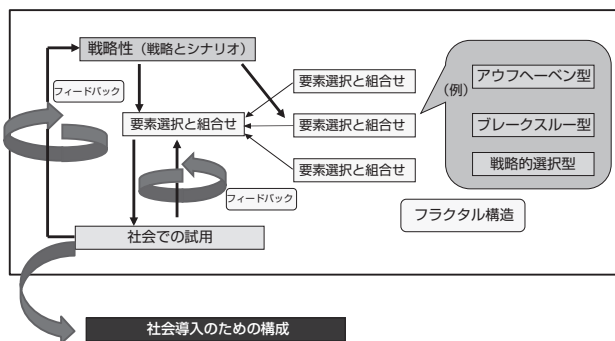 戦略性（戦略とシナリオ）
フィードバック
要素選択と組合せ
要素選択と組合せ
要素選択と組合せ
要素選択と組合せ
(例)
アウフヘーベン型
ブレークスルー型
戦略的選択型
フィードバック
フラクタル構造
社会での試用
社会導入のための構成